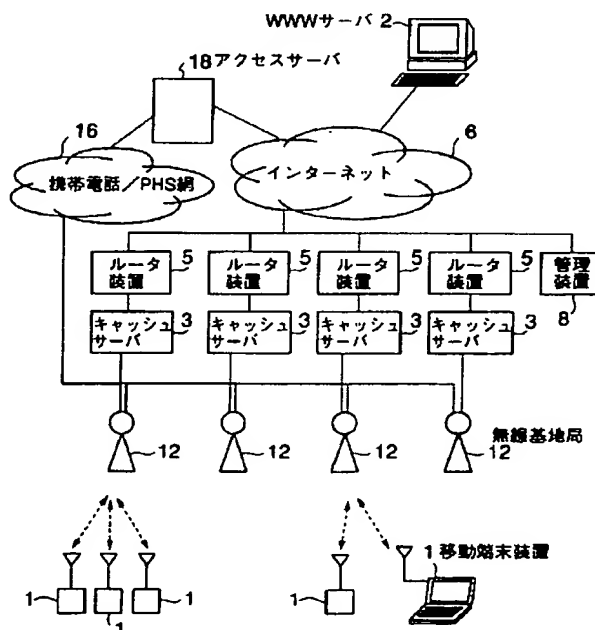 WWWサーバ 2
18 アクセスサーバ
16
6
携帯電話/PHS網
インターネット
ルータ装置 5
ルータ装置 5
ルータ装置 5
ルータ装置 5
管理装置 8
キャッシュサーバ 3
キャッシュサーバ 3
キャッシュサーバ 3
キャッシュサーバ 3
無線基地局
12
12
12
12
1 移動端末装置
1
1
1
1